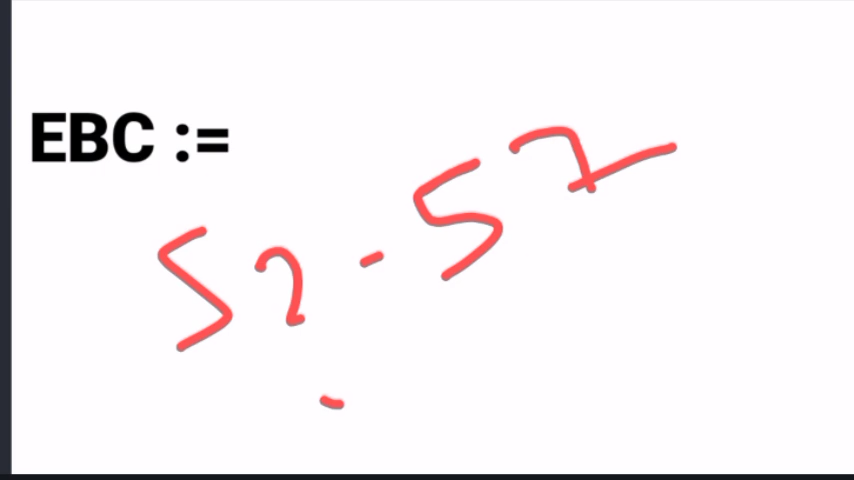 EBC :=
52 - 57
-